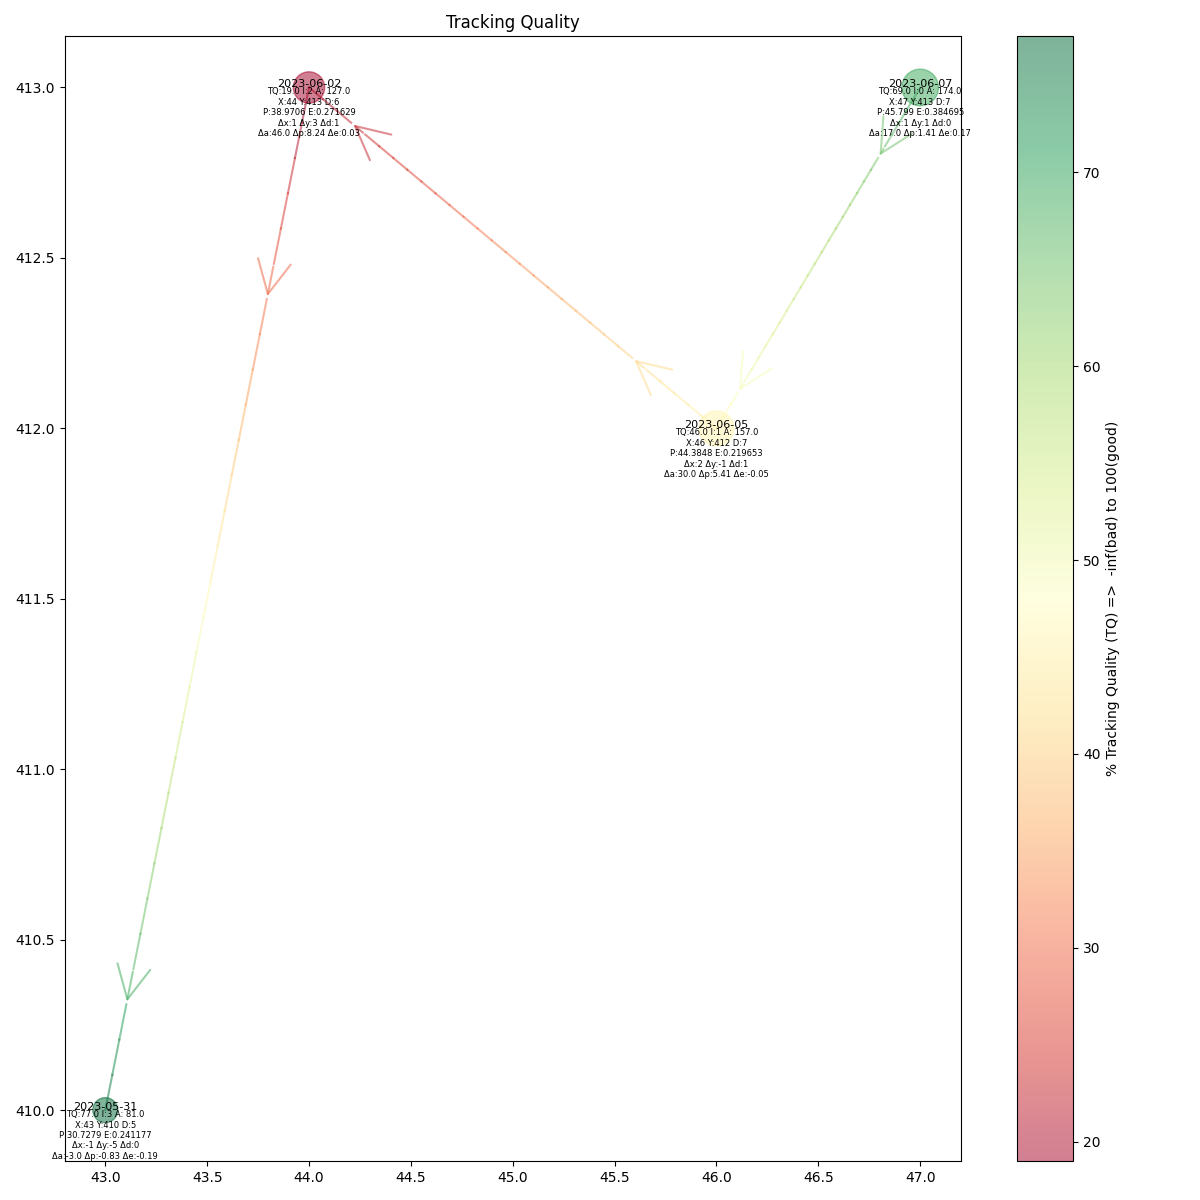 Tracking Quality
413.0
412.5
412.0
411.5
411.0
410.5
410.0
2023-06-02
TQ:19.0 I:2 A: 127.0
X:44 Y:413 D:6
P:38.9706 E:0.271629
Δx:1 Δy:3 Δd:1
Δa:46.0 Δp:8.24 Δe:0.03
2023-06-07
TQ:69.0 I:0 A: 174.0
X:47 Y:413 D:7
P:45.799 E:0.384695
Δx:1 Δy:1 Δd:0
Δa:17.0 Δp:1.41 Δe:0.17
2023-06-05
TQ:46.0 I:1 A: 157.0
X:46 Y:412 D:7
P:44.3848 E:0.219653
Δx:2 Δy:-1 Δd:1
Δa:30.0 Δp:5.41 Δe:-0.05
2023-05-31
TQ:77.0 I:3 A: 81.0
X:43 Y:410 D:5
P:30.7279 E:0.241177
Δx:-1 Δy:-5 Δd:0
Δa:-3.0 Δp:-0.83 Δe:-0.19
43.0 43.5 44.0 44.5 45.0 45.5 46.0 46.5 47.0
70
60
50
40
30
20
% Tracking Quality (TQ) => -inf(bad) to 100(good)